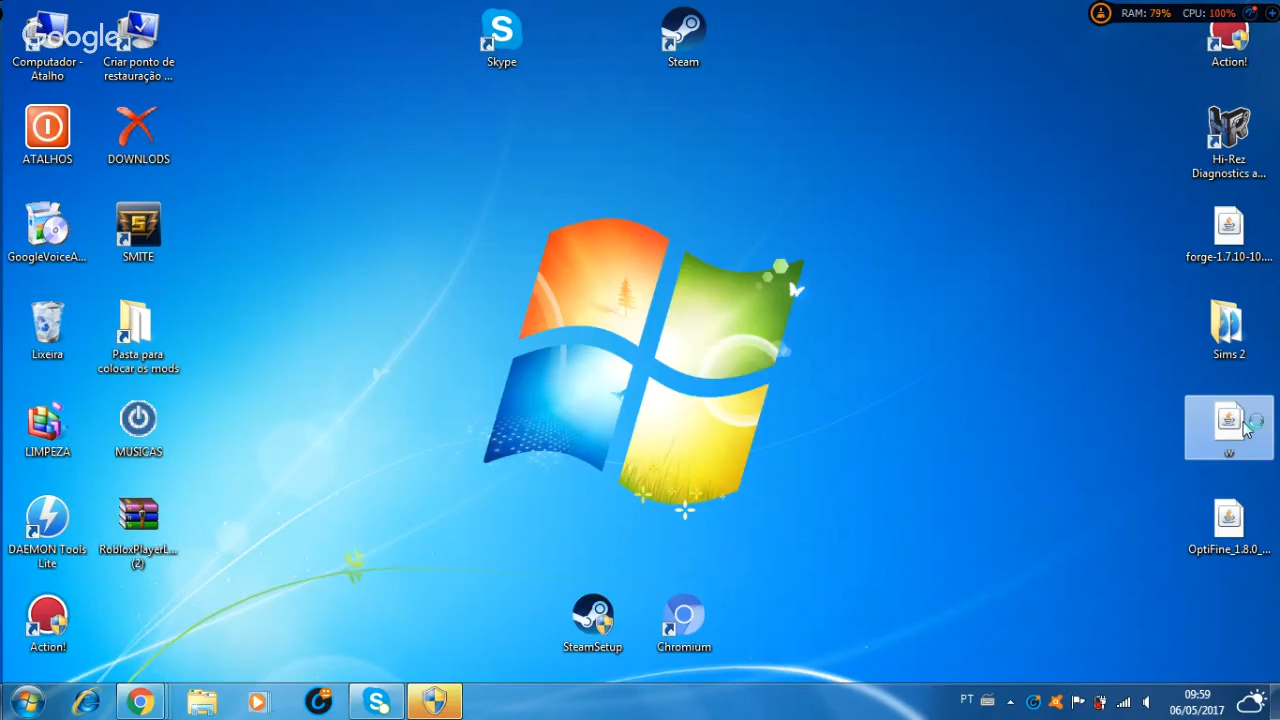 Google
RAM: 79% CPU: 100%
Computador -
Atalho
Criar ponto de
restauração ...
Skype
Steam
Action!
ATALHOS
DOWNLODS
Hi-Rez
Diagnostics a...
GoogleVoiceA...
SMITE
forge-1.7.10-10....
Lixeira
Pasta para
colocar os mods
Sims 2
LIMPEZA
MUSICAS
w
DAEMON Tools
Lite
RobloxPlayerL...
(2)
OptiFine_1.8.0_...
Action!
SteamSetup
Chromium
PT
09:59
06/05/2017